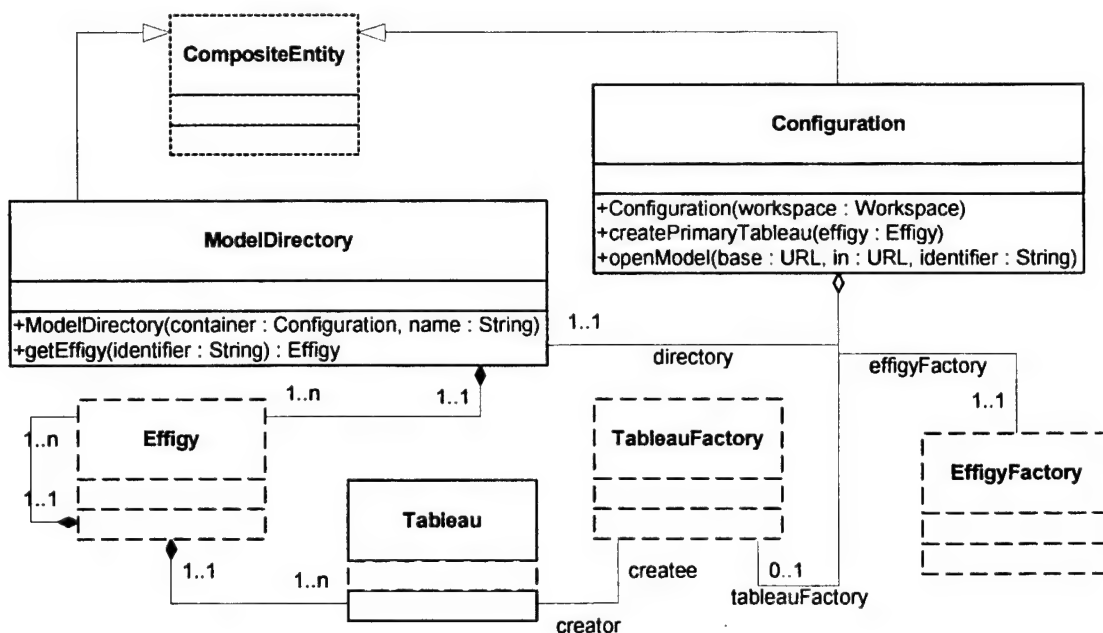 CompositeEntity
Configuration
+Configuration(workspace : Workspace)
+createPrimaryTableau(effigy : Effigy)
+openModel(base : URL, in : URL, identifier : String)
ModelDirectory
+ModelDirectory(container : Configuration, name : String)
+getEffigy(identifier : String) : Effigy
1..1
directory
effigyFactory
1..n
1..1
1..1
1..n
Effigy
TableauFactory
EffigyFactory
1..1
Tableau
1..1
1..n
createe
0..1
tableauFactory
creator